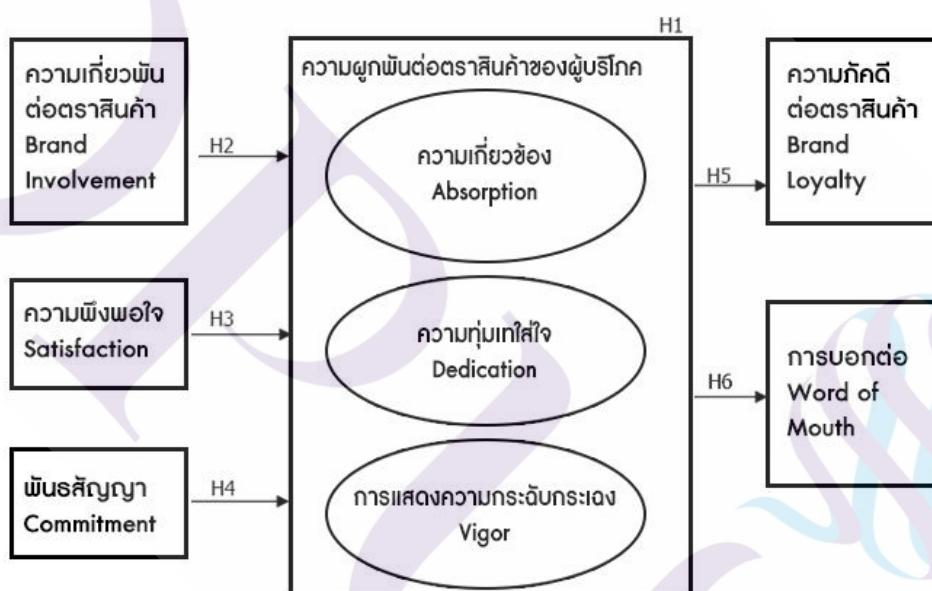 H1
ความเกี่ยวพัน
ต่อตราสินค้า
Brand
Involvement
H2
ความพึงพอใจ
Satisfaction
H3
พันธสัญญา
Commitment
H4
ความผูกพันต่อตราสินค้าของผู้บริโภค
ความเกี่ยวข้อง
Absorption
ความทุ่มเทใส่ใจ
Dedication
การแสดงความกระฉับกระเฉง
Vigor
H5
ความภักดี
ต่อตราสินค้า
Brand
Loyalty
H6
การบอกต่อ
Word of
Mouth